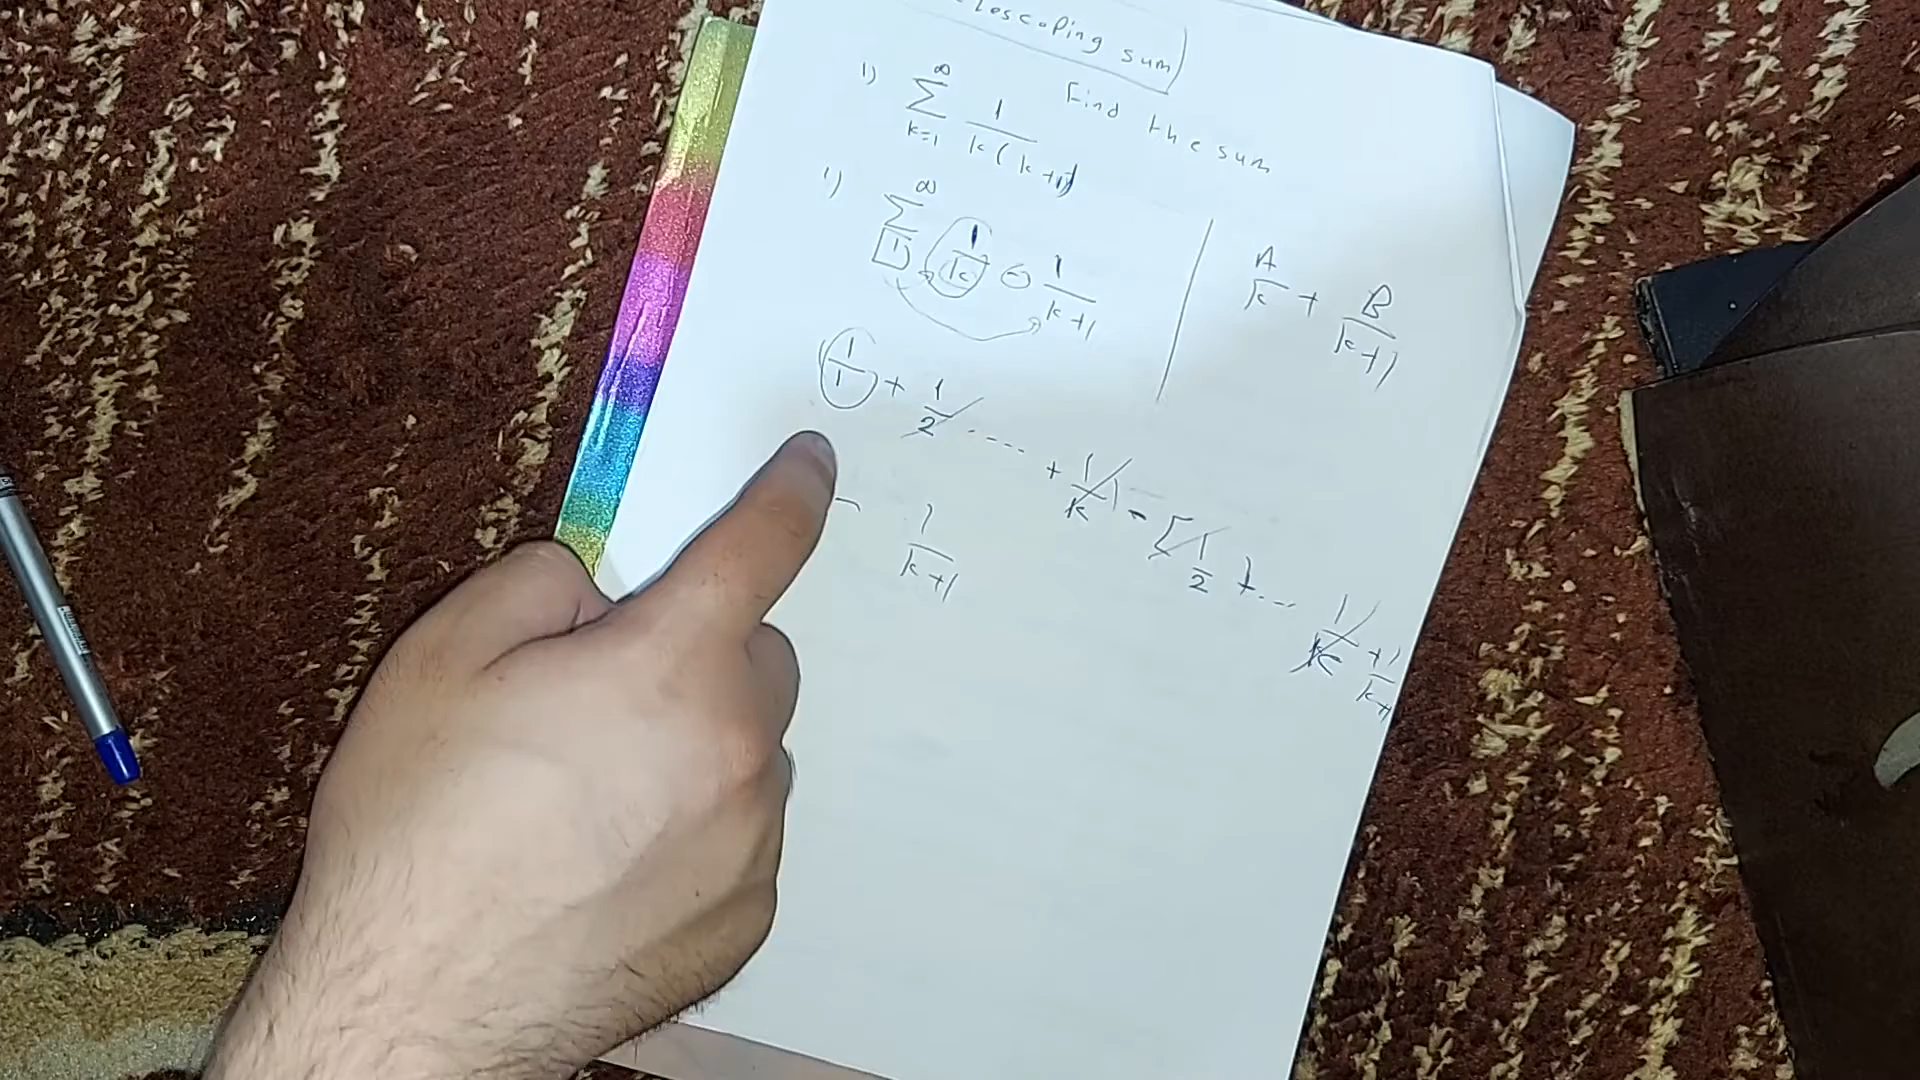 sum
Find the sum
1) ∞ Σ k=1 1/k(k+1)
1) ∞ Σ 1 1/k - 1/k+1
A/k + B/k+1
1/1 + 1/2 .... + 1/k) - [1/2 + ... 1/k + 1/k+1
- 1/k+1